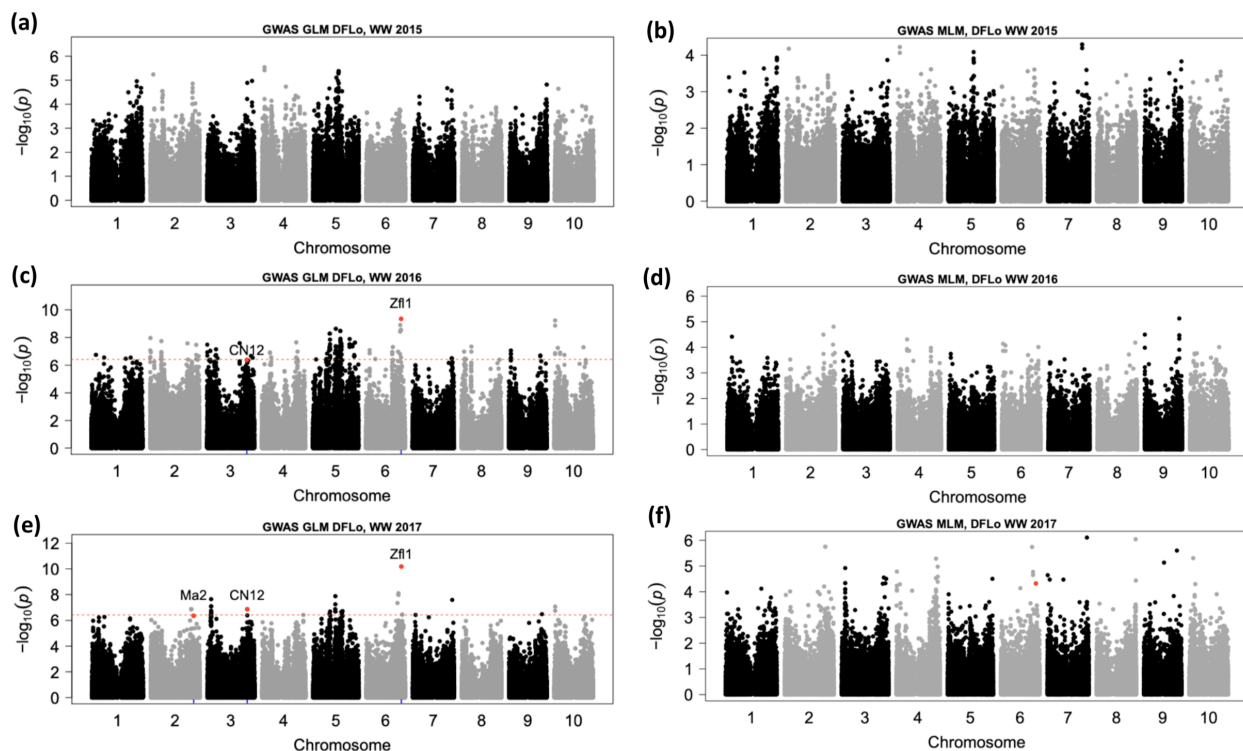 (a)
GWAS GLM DFLo, WW 2015
−log10(p)
6
5
4
3
2
1
0
1 2 3 4 5 6 7 8 9 10
Chromosome
(b)
GWAS MLM, DFLo WW 2015
−log10(p)
4
3
2
1
0
1 2 3 4 5 6 7 8 9 10
Chromosome
(c)
GWAS GLM DFLo, WW 2016
−log10(p)
10
8
6
4
2
0
Zfl1
CN12
1 2 3 4 5 6 7 8 9 10
Chromosome
(d)
GWAS MLM, DFLo WW 2016
−log10(p)
6
5
4
3
2
1
0
1 2 3 4 5 6 7 8 9 10
Chromosome
(e)
GWAS GLM DFLo, WW 2017
−log10(p)
12
10
8
6
4
2
0
Zfl1
Ma2 CN12
1 2 3 4 5 6 7 8 9 10
Chromosome
(f)
GWAS MLM, DFLo WW 2017
−log10(p)
6
5
4
3
2
1
0
1 2 3 4 5 6 7 8 9 10
Chromosome